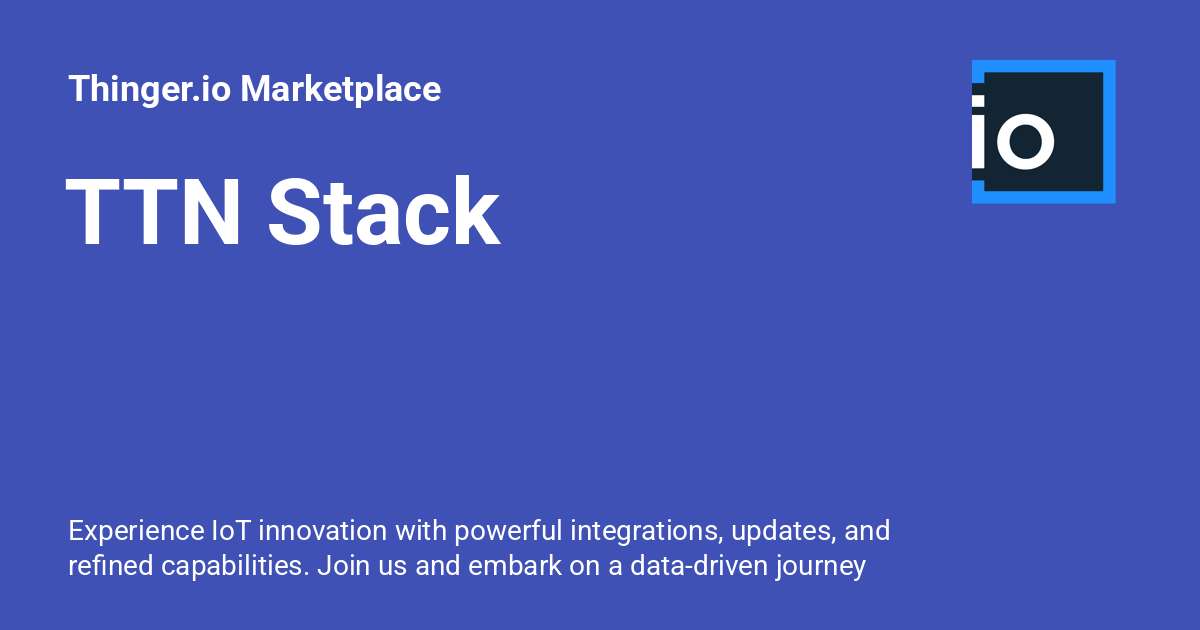 Thinger.io Marketplace
io
TTN Stack
Experience IoT innovation with powerful integrations, updates, and
refined capabilities. Join us and embark on a data-driven journey